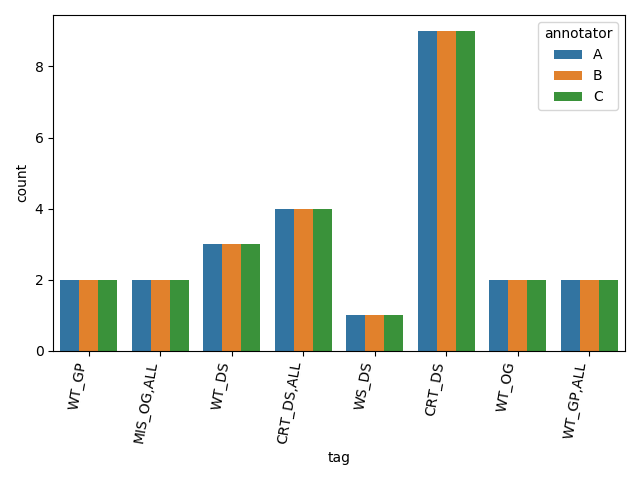 annotator
A
B
C
count
8
6
4
2
0
WT_GP
MIS_OG,ALL
WT_DS
CRT_DS,ALL
WS_DS
CRT_DS
WT_OG
WT_GP,ALL
tag